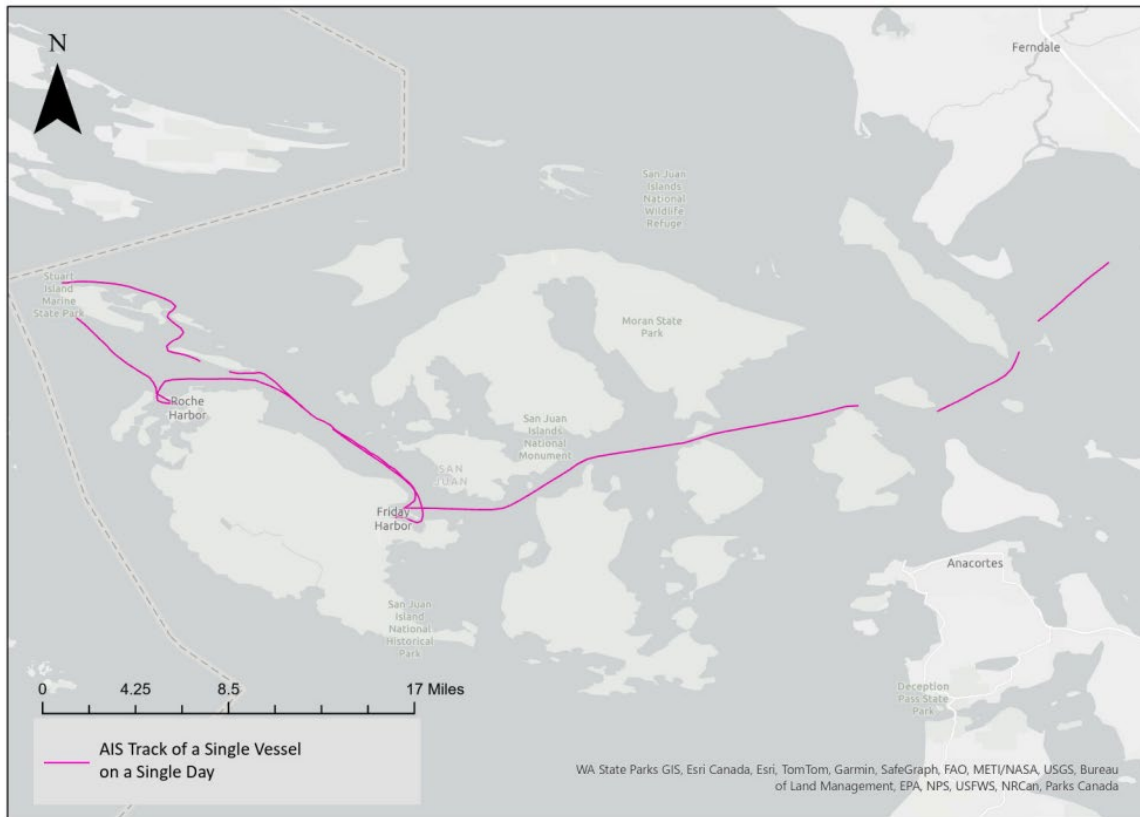 N
Ferndale
San Juan
Islands
National
Wildlife
Refuge
Stuart
Island
Marine
State Park
Moran State
Park
Roche
Harbor
San Juan
Islands
National
Monument
SAN
JUAN
Friday
Harbor
Anacortes
San Juan
Island
National
Historical
Park
Deception
Pass State
Park
0 4.25 8.5 17 Miles
AIS Track of a Single Vessel
on a Single Day
WA State Parks GIS, Esri Canada, Esri, TomTom, Garmin, SafeGraph, FAO, METI/NASA, USGS, Bureau
of Land Management, EPA, NPS, USFWS, NRCan, Parks Canada